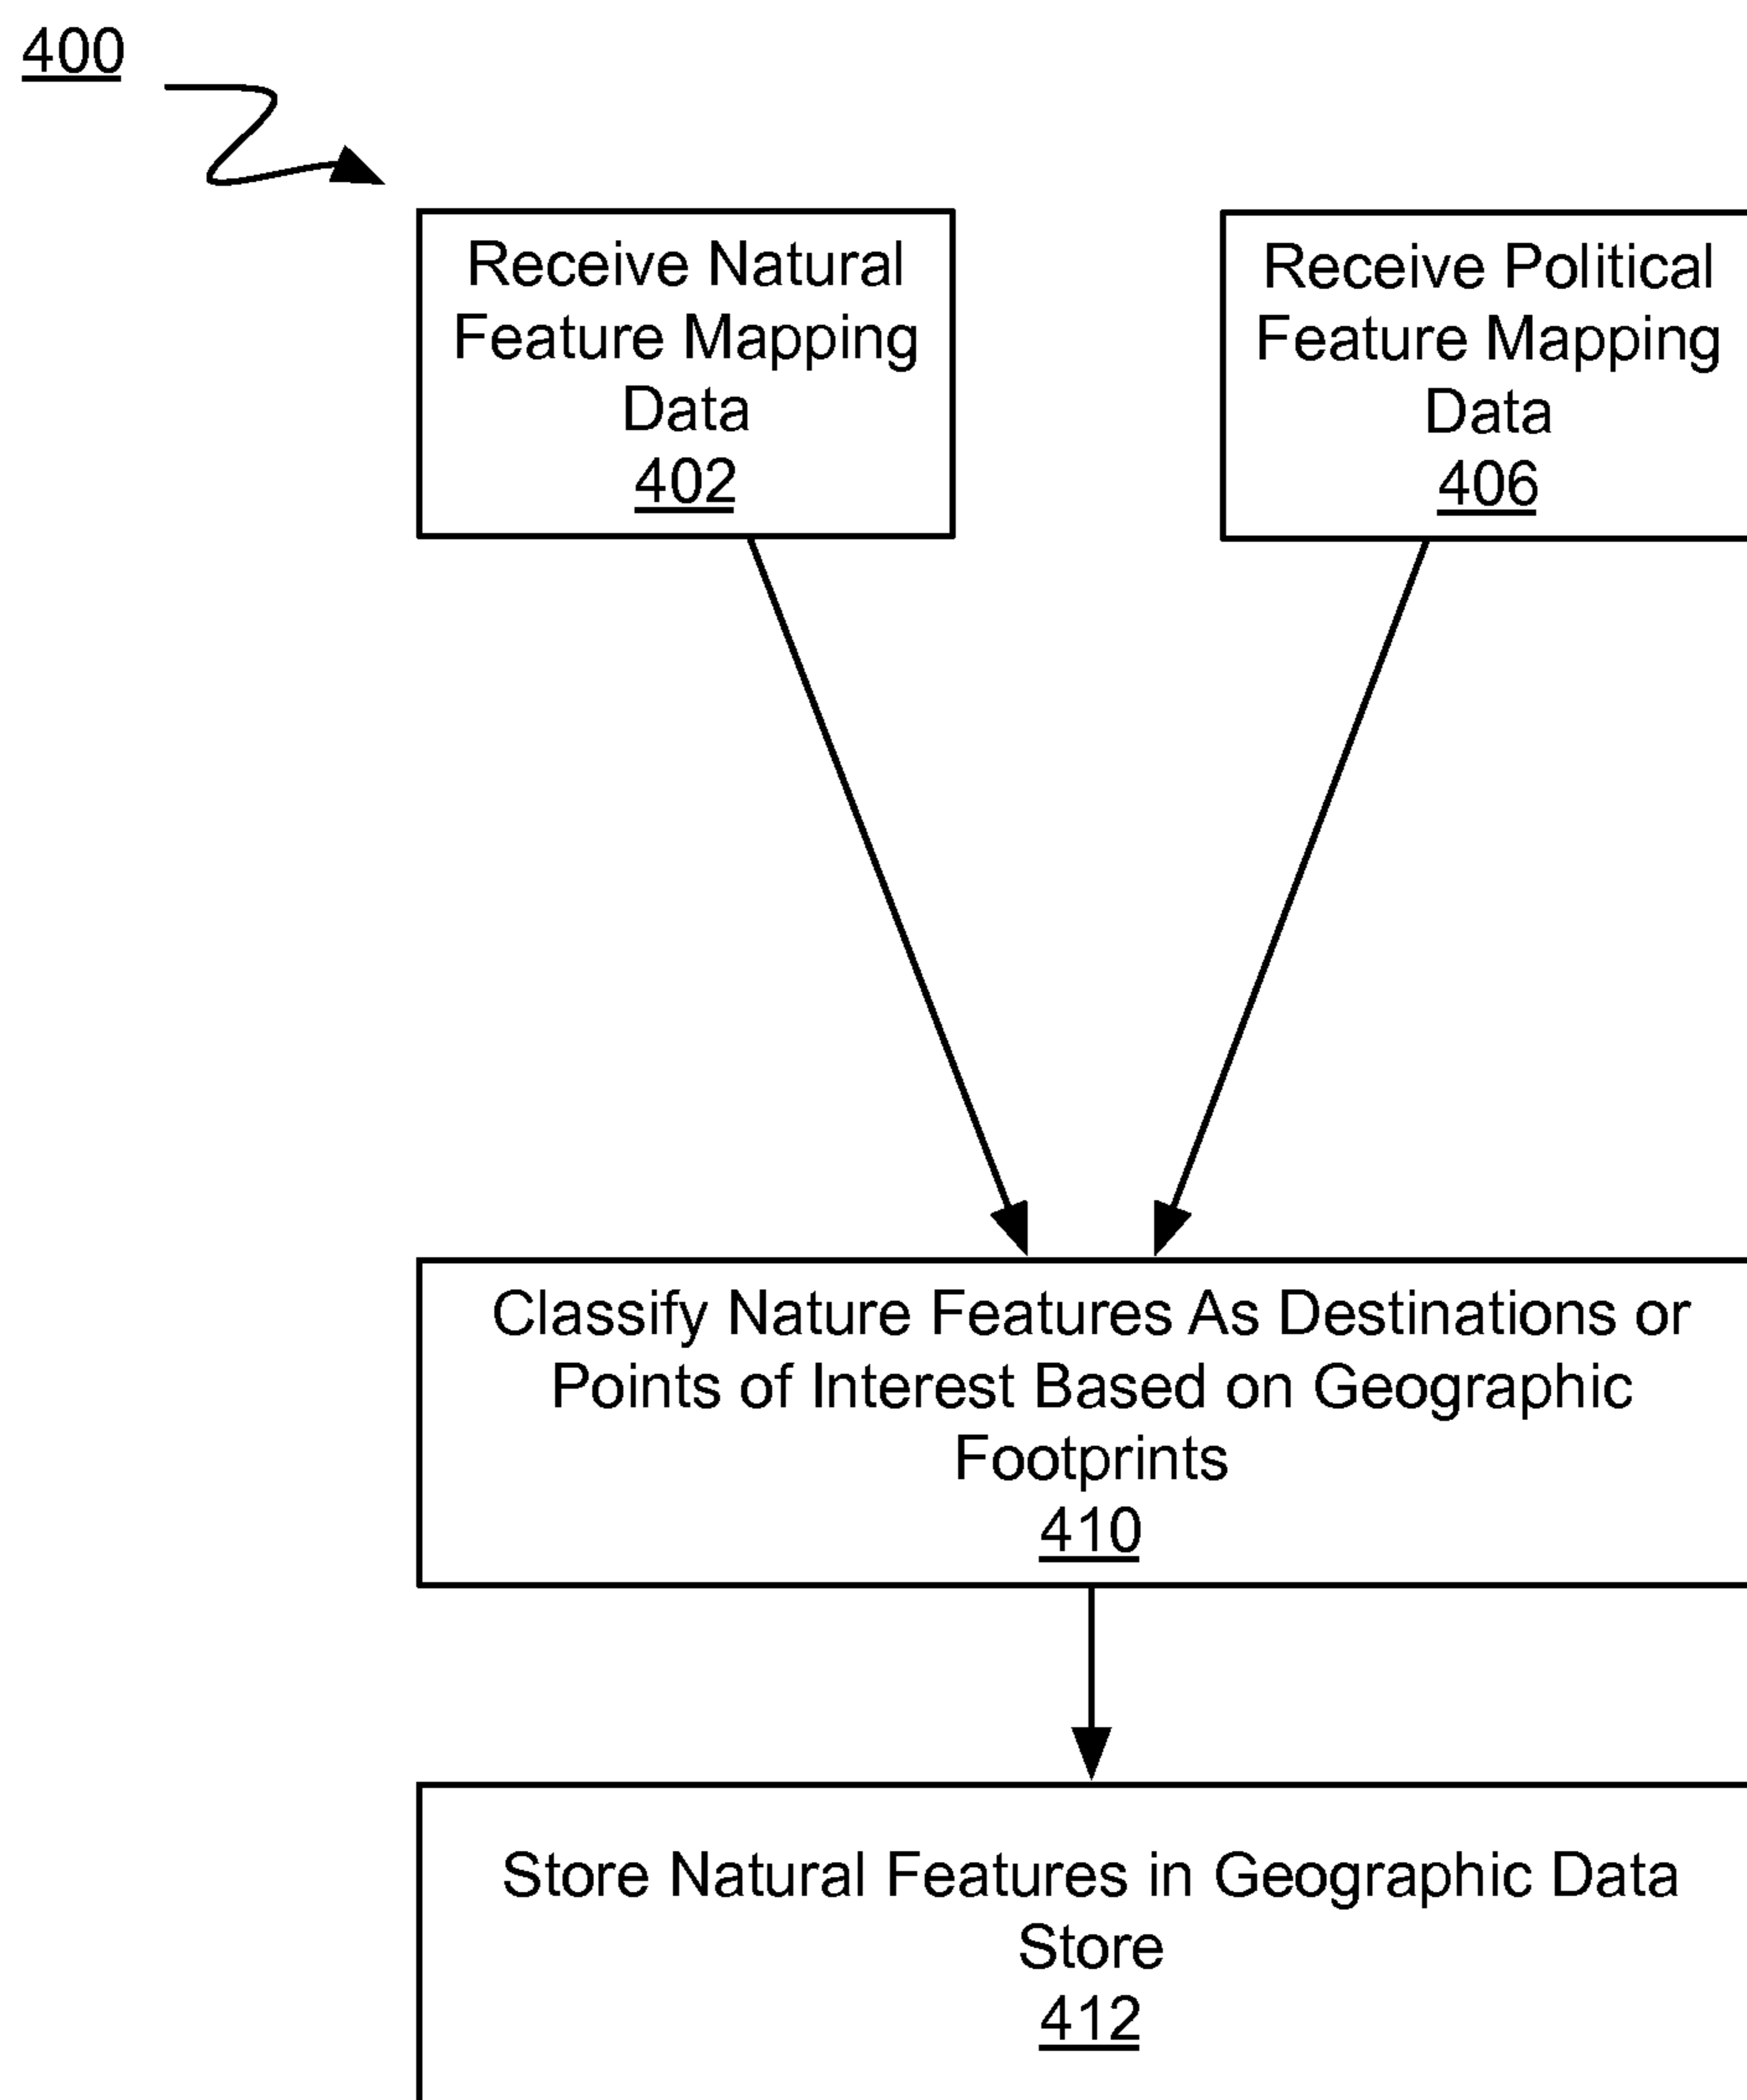 400
Receive Natural
Feature Mapping
Data
402
Receive Political
Feature Mapping
Data
406
Classify Nature Features As Destinations or
Points of Interest Based on Geographic
Footprints
410
Store Natural Features in Geographic Data
Store
412